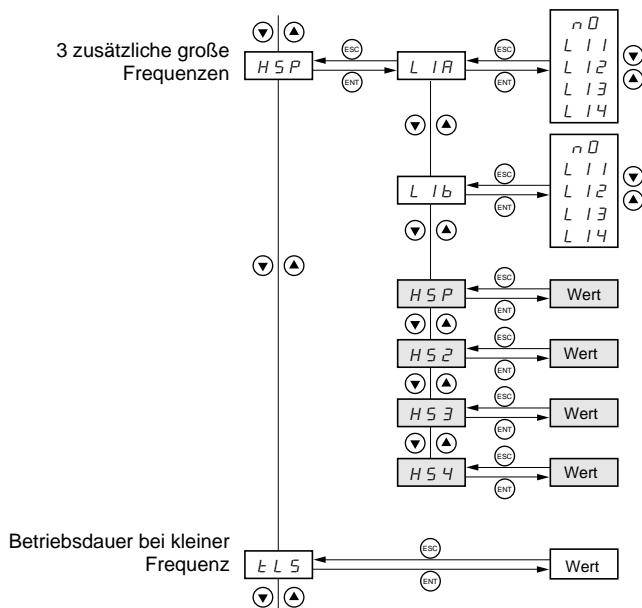 3 zusätzliche große
Frequenzen
HSP
ESC
ENT
LIA
ESC
ENT
nO
LI1
LI2
LI3
LI4
LIb
ESC
ENT
nO
LI1
LI2
LI3
LI4
HSP
ESC
ENT
Wert
HS2
ESC
ENT
Wert
HS3
ESC
ENT
Wert
HS4
ESC
ENT
Wert
Betriebsdauer bei kleiner
Frequenz
tLS
ESC
ENT
Wert